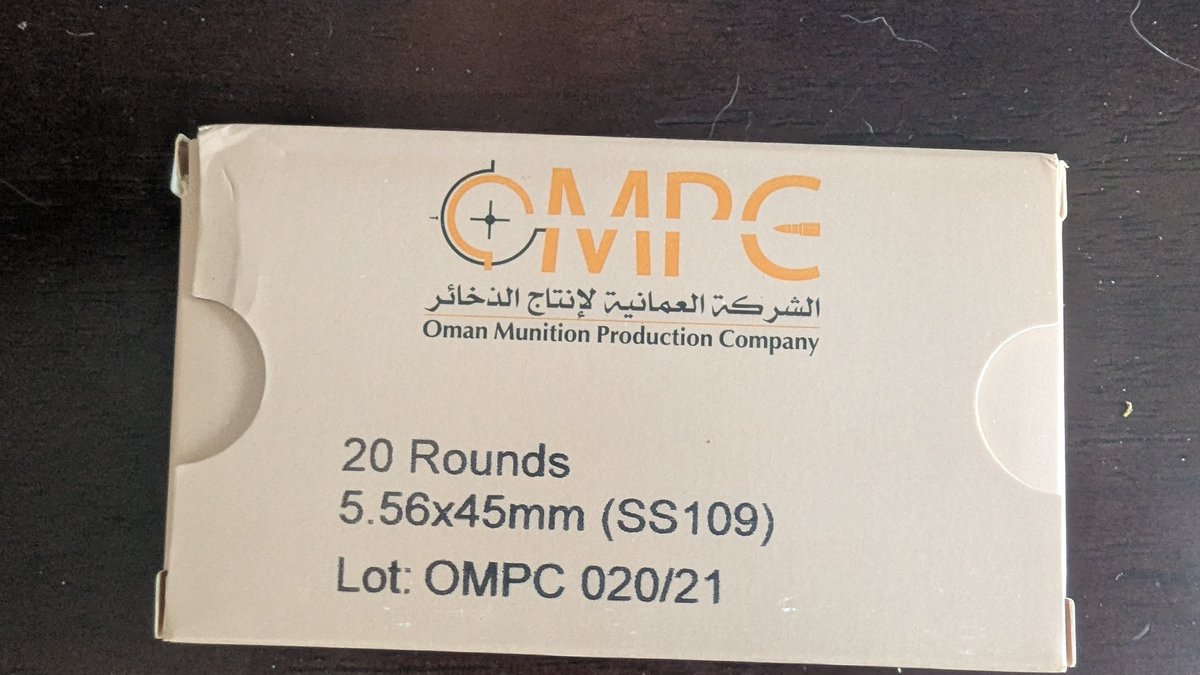 OMPC
الشركة العمانية لإنتاج الذخائر
Oman Munition Production Company
20 Rounds
5.56x45mm (SS109)
Lot: OMPC 020/21